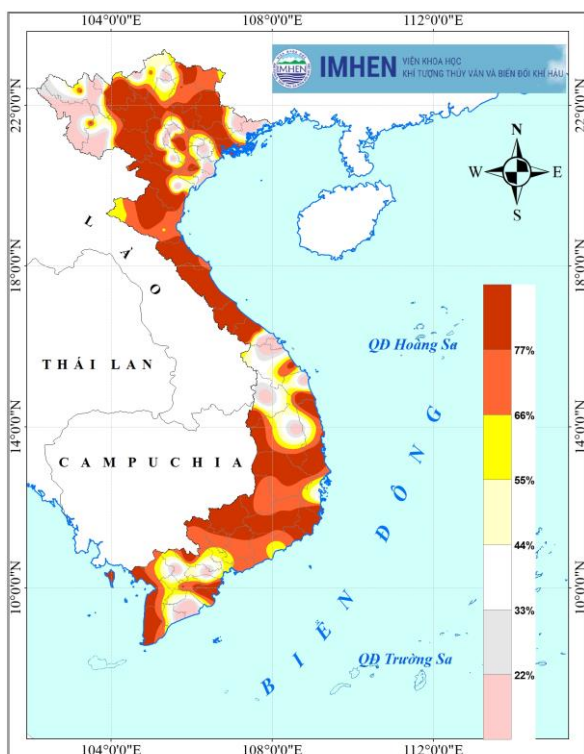 104°0'0"E 108°0'0"E 112°0'0"E
IMHEN VIỆN KHOA HỌC
KHÍ TƯỢNG THỦY VĂN VÀ BIẾN ĐỔI KHÍ HẬU
22°0'0"N 22°0'0"N
N
W E
S
LÀO
18°0'0"N 18°0'0"N
QĐ Hoàng Sa
THÁI LAN
77%
66%
14°0'0"N 14°0'0"N
CAMPUCHIA
55%
44%
10°0'0"N 10°0'0"N
33%
BIỂN ĐÔNG
QĐ Trường Sa
22%
104°0'0"E 108°0'0"E 112°0'0"E